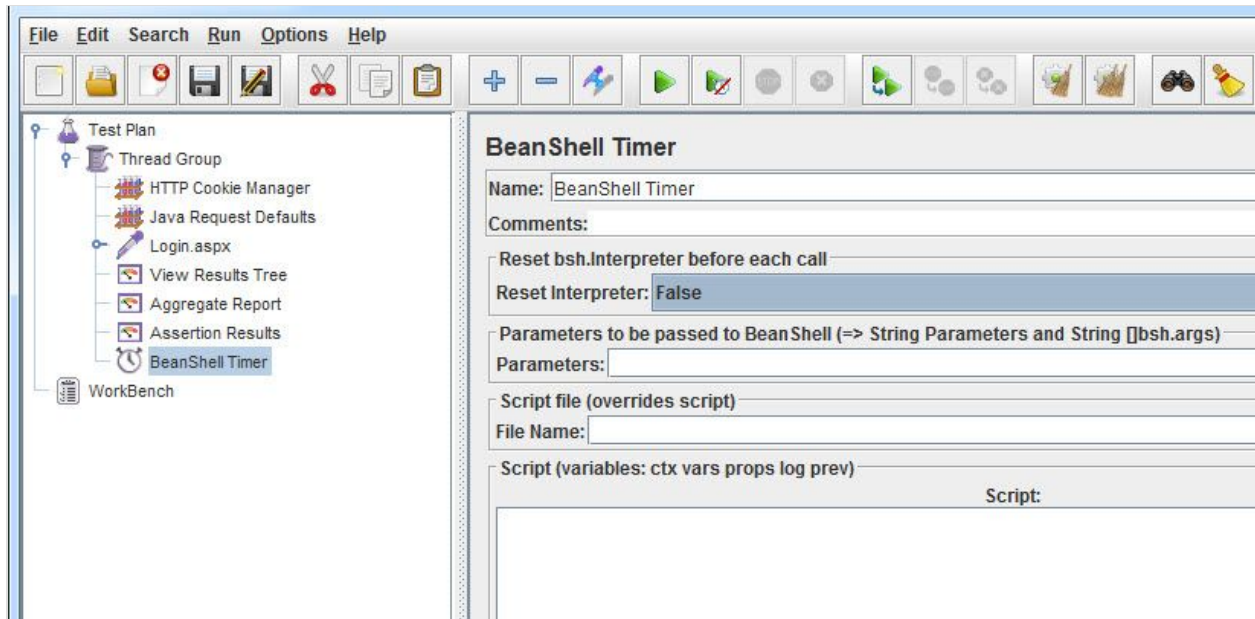 File Edit Search Run Options Help
Test Plan
Thread Group
HTTP Cookie Manager
Java Request Defaults
Login.aspx
View Results Tree
Aggregate Report
Assertion Results
BeanShell Timer
WorkBench
BeanShell Timer
Name: BeanShell Timer
Comments:
Reset bsh.Interpreter before each call
Reset Interpreter: False
Parameters to be passed to BeanShell (=> String Parameters and String []bsh.args)
Parameters:
Script file (overrides script)
File Name:
Script (variables: ctx vars props log prev)
Script: